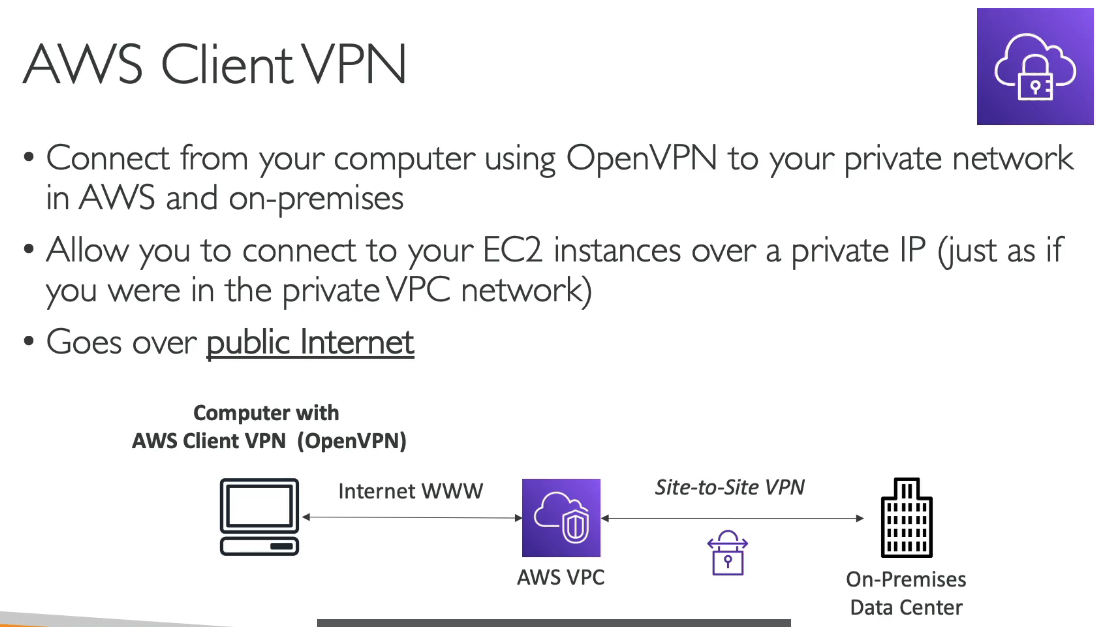 AWS Client VPN
• Connect from your computer using OpenVPN to your private network
in AWS and on-premises
• Allow you to connect to your EC2 instances over a private IP (just as if
you were in the private VPC network)
• Goes over public Internet
Computer with
AWS Client VPN (OpenVPN)
Internet WWW
Site-to-Site VPN
AWS VPC
On-Premises
Data Center